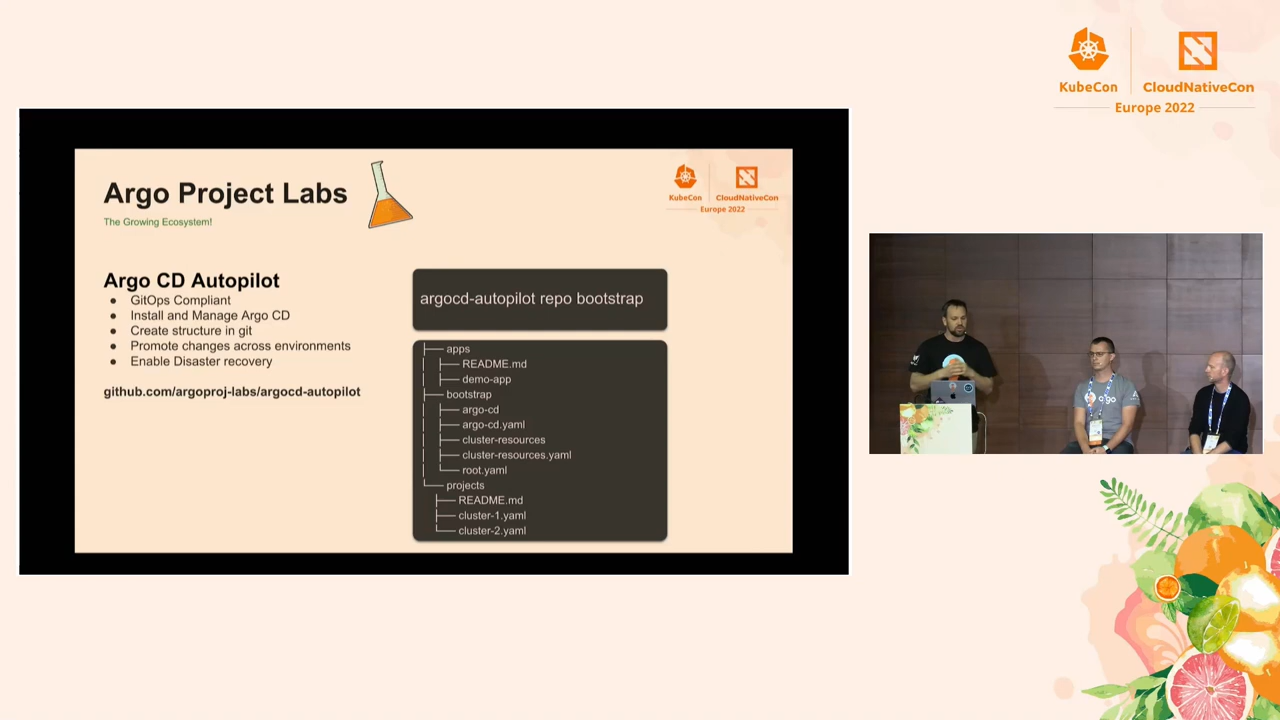 KubeCon
CloudNativeCon
Europe 2022
Argo Project Labs
The Growing Ecosystem!
KubeCon
CloudNativeCon
Europe 2022
Argo CD Autopilot
● GitOps Compliant
● Install and Manage Argo CD
● Create structure in git
● Promote changes across environments
● Enable Disaster recovery
github.com/argoproj-labs/argocd-autopilot
argocd-autopilot repo bootstrap
├── apps
│   ├── README.md
│   ├── demo-app
├── bootstrap
│   ├── argo-cd
│   ├── argo-cd.yaml
│   ├── cluster-resources
│   ├── cluster-resources.yaml
│   └── root.yaml
└── projects
    ├── README.md
    ├── cluster-1.yaml
    └── cluster-2.yaml
argo